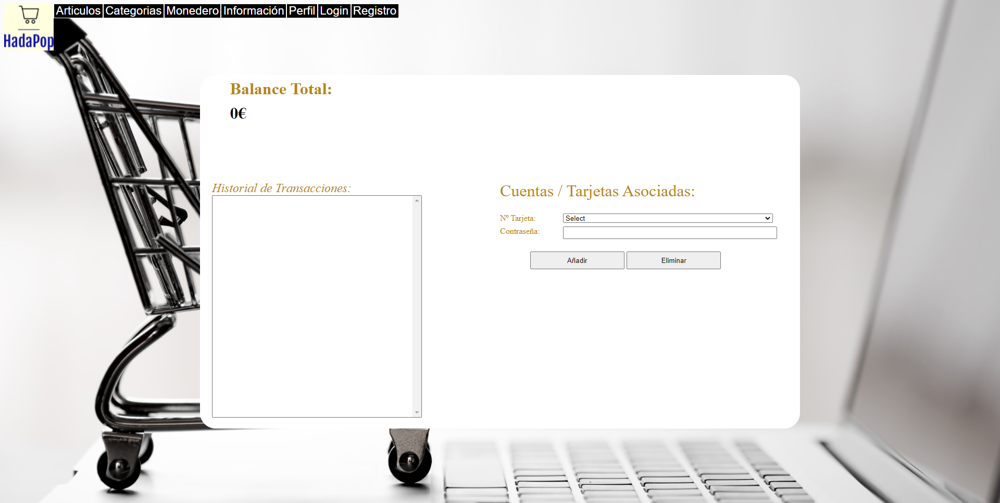 Articulos Categorias Monedero Información Perfil Login Registro
HadaPop
Balance Total:
0€
Historial de Transacciones:
Cuentas / Tarjetas Asociadas:
Nº Tarjeta: Select
Contraseña:
Añadir Eliminar